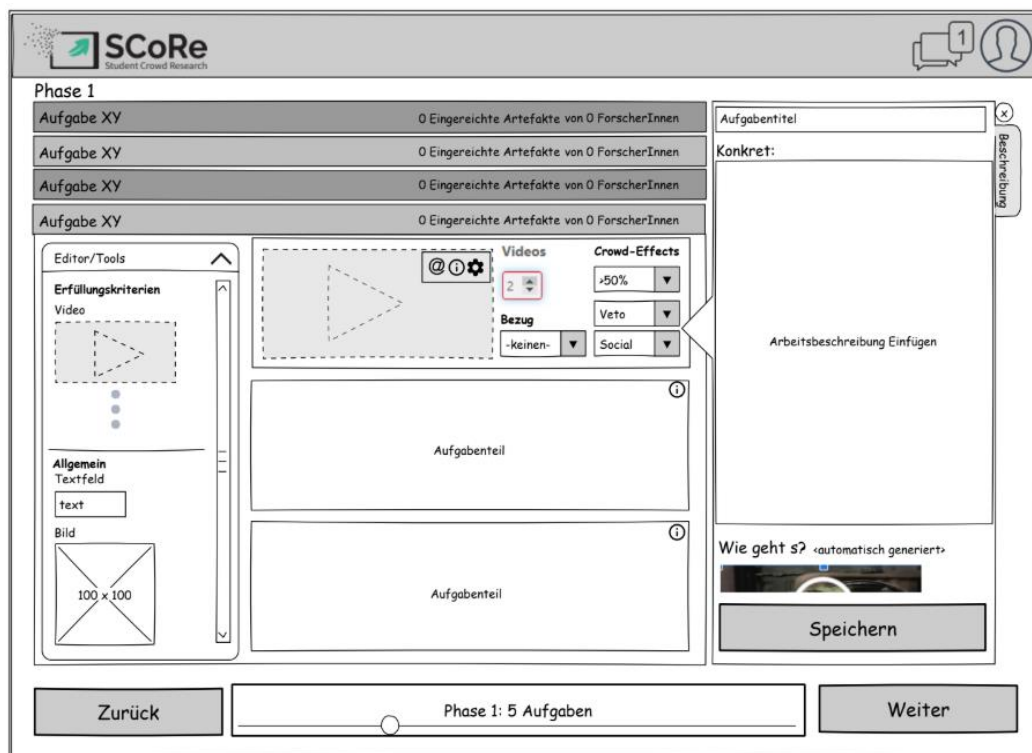 SCoRe
Student Crowd Research
1
Phase 1
Aufgabe XY 0 Eingereichte Artefakte von 0 ForscherInnen
Aufgabe XY 0 Eingereichte Artefakte von 0 ForscherInnen
Aufgabe XY 0 Eingereichte Artefakte von 0 ForscherInnen
Aufgabe XY 0 Eingereichte Artefakte von 0 ForscherInnen
Editor/Tools
Erfüllungskriterien
Video
Allgemein
Textfeld
text
Bild
100 x 100
@
Videos
2
Bezug
-keinen-
Crowd-Effects
>50%
Veto
Social
Aufgabenteil
Aufgabenteil
Aufgabentitel
Konkret:
Arbeitsbeschreibung Einfügen
Wie geht s? <automatisch generiert>
Speichern
x
Beschreibung
Zurück
Phase 1: 5 Aufgaben
Weiter